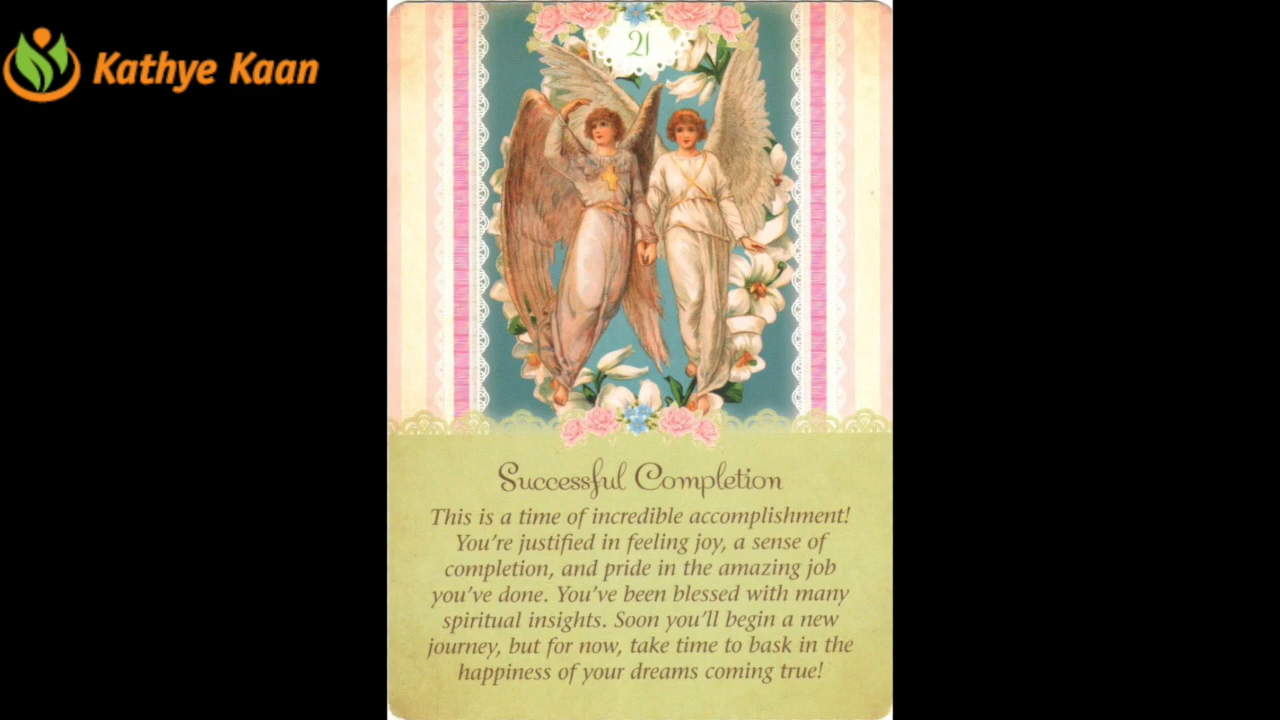 Kathye Kaan
21
Successful Completion
This is a time of incredible accomplishment!
You're justified in feeling joy, a sense of
completion, and pride in the amazing job
you've done. You've been blessed with many
spiritual insights. Soon you'll begin a new
journey, but for now, take time to bask in the
happiness of your dreams coming true!